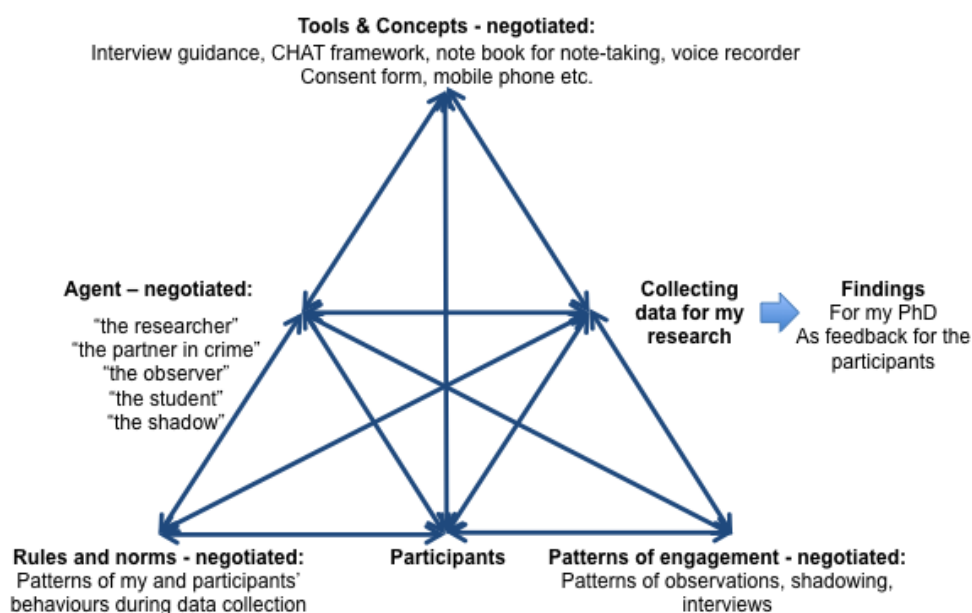 Tools & Concepts - negotiated:
Interview guidance, CHAT framework, note book for note-taking, voice recorder
Consent form, mobile phone etc.
Agent – negotiated:
“the researcher”
“the partner in crime”
“the observer”
“the student”
“the shadow”
Collecting
data for my
research
Findings
For my PhD
As feedback for the
participants
Rules and norms - negotiated:
Patterns of my and participants’
behaviours during data collection
Participants
Patterns of engagement - negotiated:
Patterns of observations, shadowing,
interviews